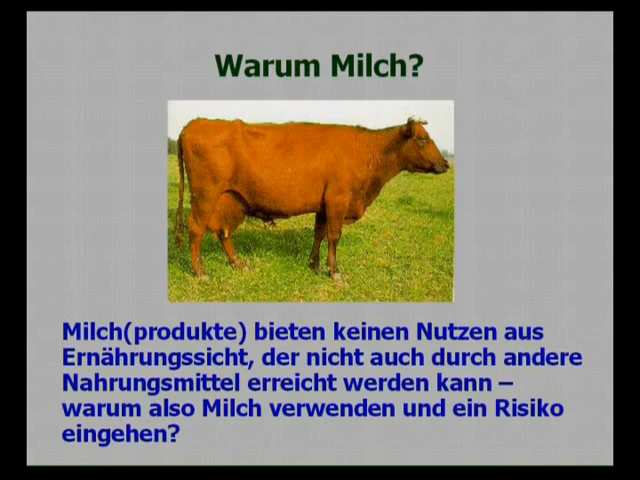 Warum Milch?
Milch(produkte) bieten keinen Nutzen aus
Ernährungssicht, der nicht auch durch andere
Nahrungsmittel erreicht werden kann –
warum also Milch verwenden und ein Risiko
eingehen?